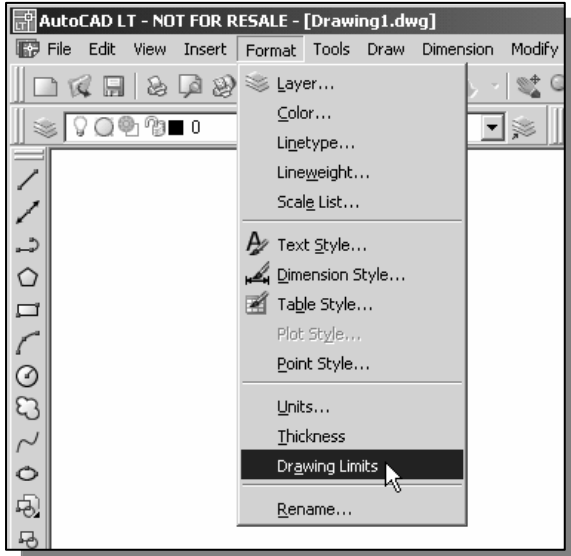 AutoCAD LT - NOT FOR RESALE - [Drawing1.dwg]
File Edit View Insert Format Tools Draw Dimension Modify
Layer...
Color...
0
Linetype...
Lineweight...
Scale List...
Text Style...
Dimension Style...
Table Style...
Plot Style...
Point Style...
Units...
Thickness
Drawing Limits
Rename...